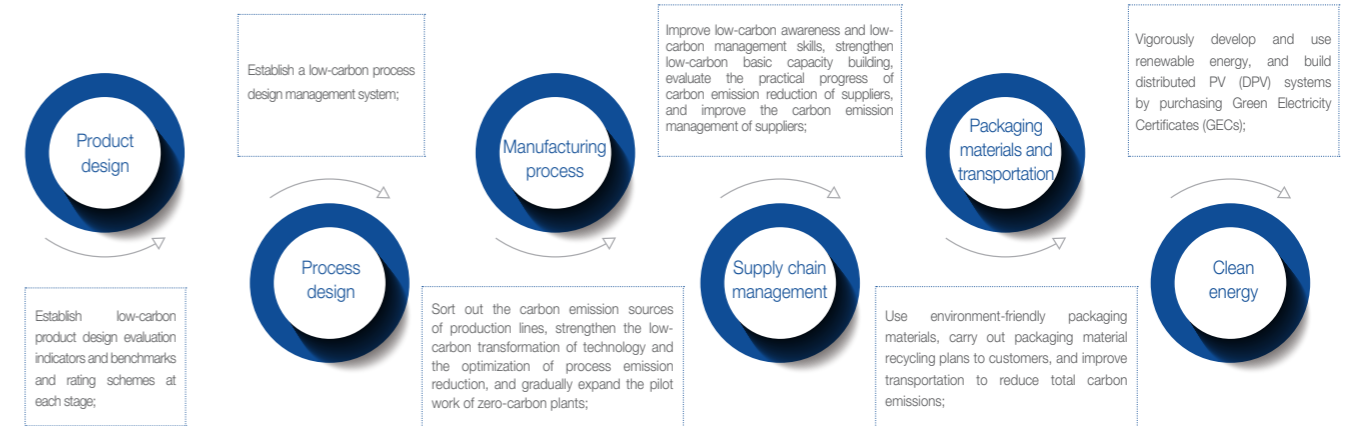 Product
design
Establish low-carbon
product design evaluation
indicators and benchmarks
and rating schemes at
each stage;
Establish a low-carbon process
design management system;
Process
design
Manufacturing
process
Sort out the carbon emission sources
of production lines, strengthen the low-
carbon transformation of technology and
the optimization of process emission
reduction, and gradually expand the pilot
work of zero-carbon plants;
Improve low-carbon awareness and low-
carbon management skills, strengthen
low-carbon basic capacity building,
evaluate the practical progress of
carbon emission reduction of suppliers,
and improve the carbon emission
management of suppliers;
Supply chain
management
Packaging
materials and
transportation
Use environment-friendly packaging
materials, carry out packaging material
recycling plans to customers, and improve
transportation to reduce total carbon
emissions;
Vigorously develop and use
renewable energy, and build
distributed PV (DPV) systems
by purchasing Green Electricity
Certificates (GECs);
Clean
energy